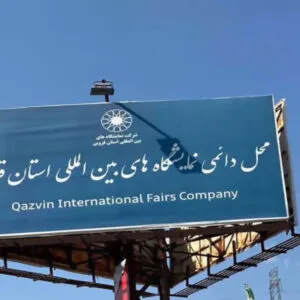 شرکت نمایشگاه های
بین المللی استان قزوین
محل دائمی نمایشگاه های بین المللی استان
Qazvin International Fairs Company